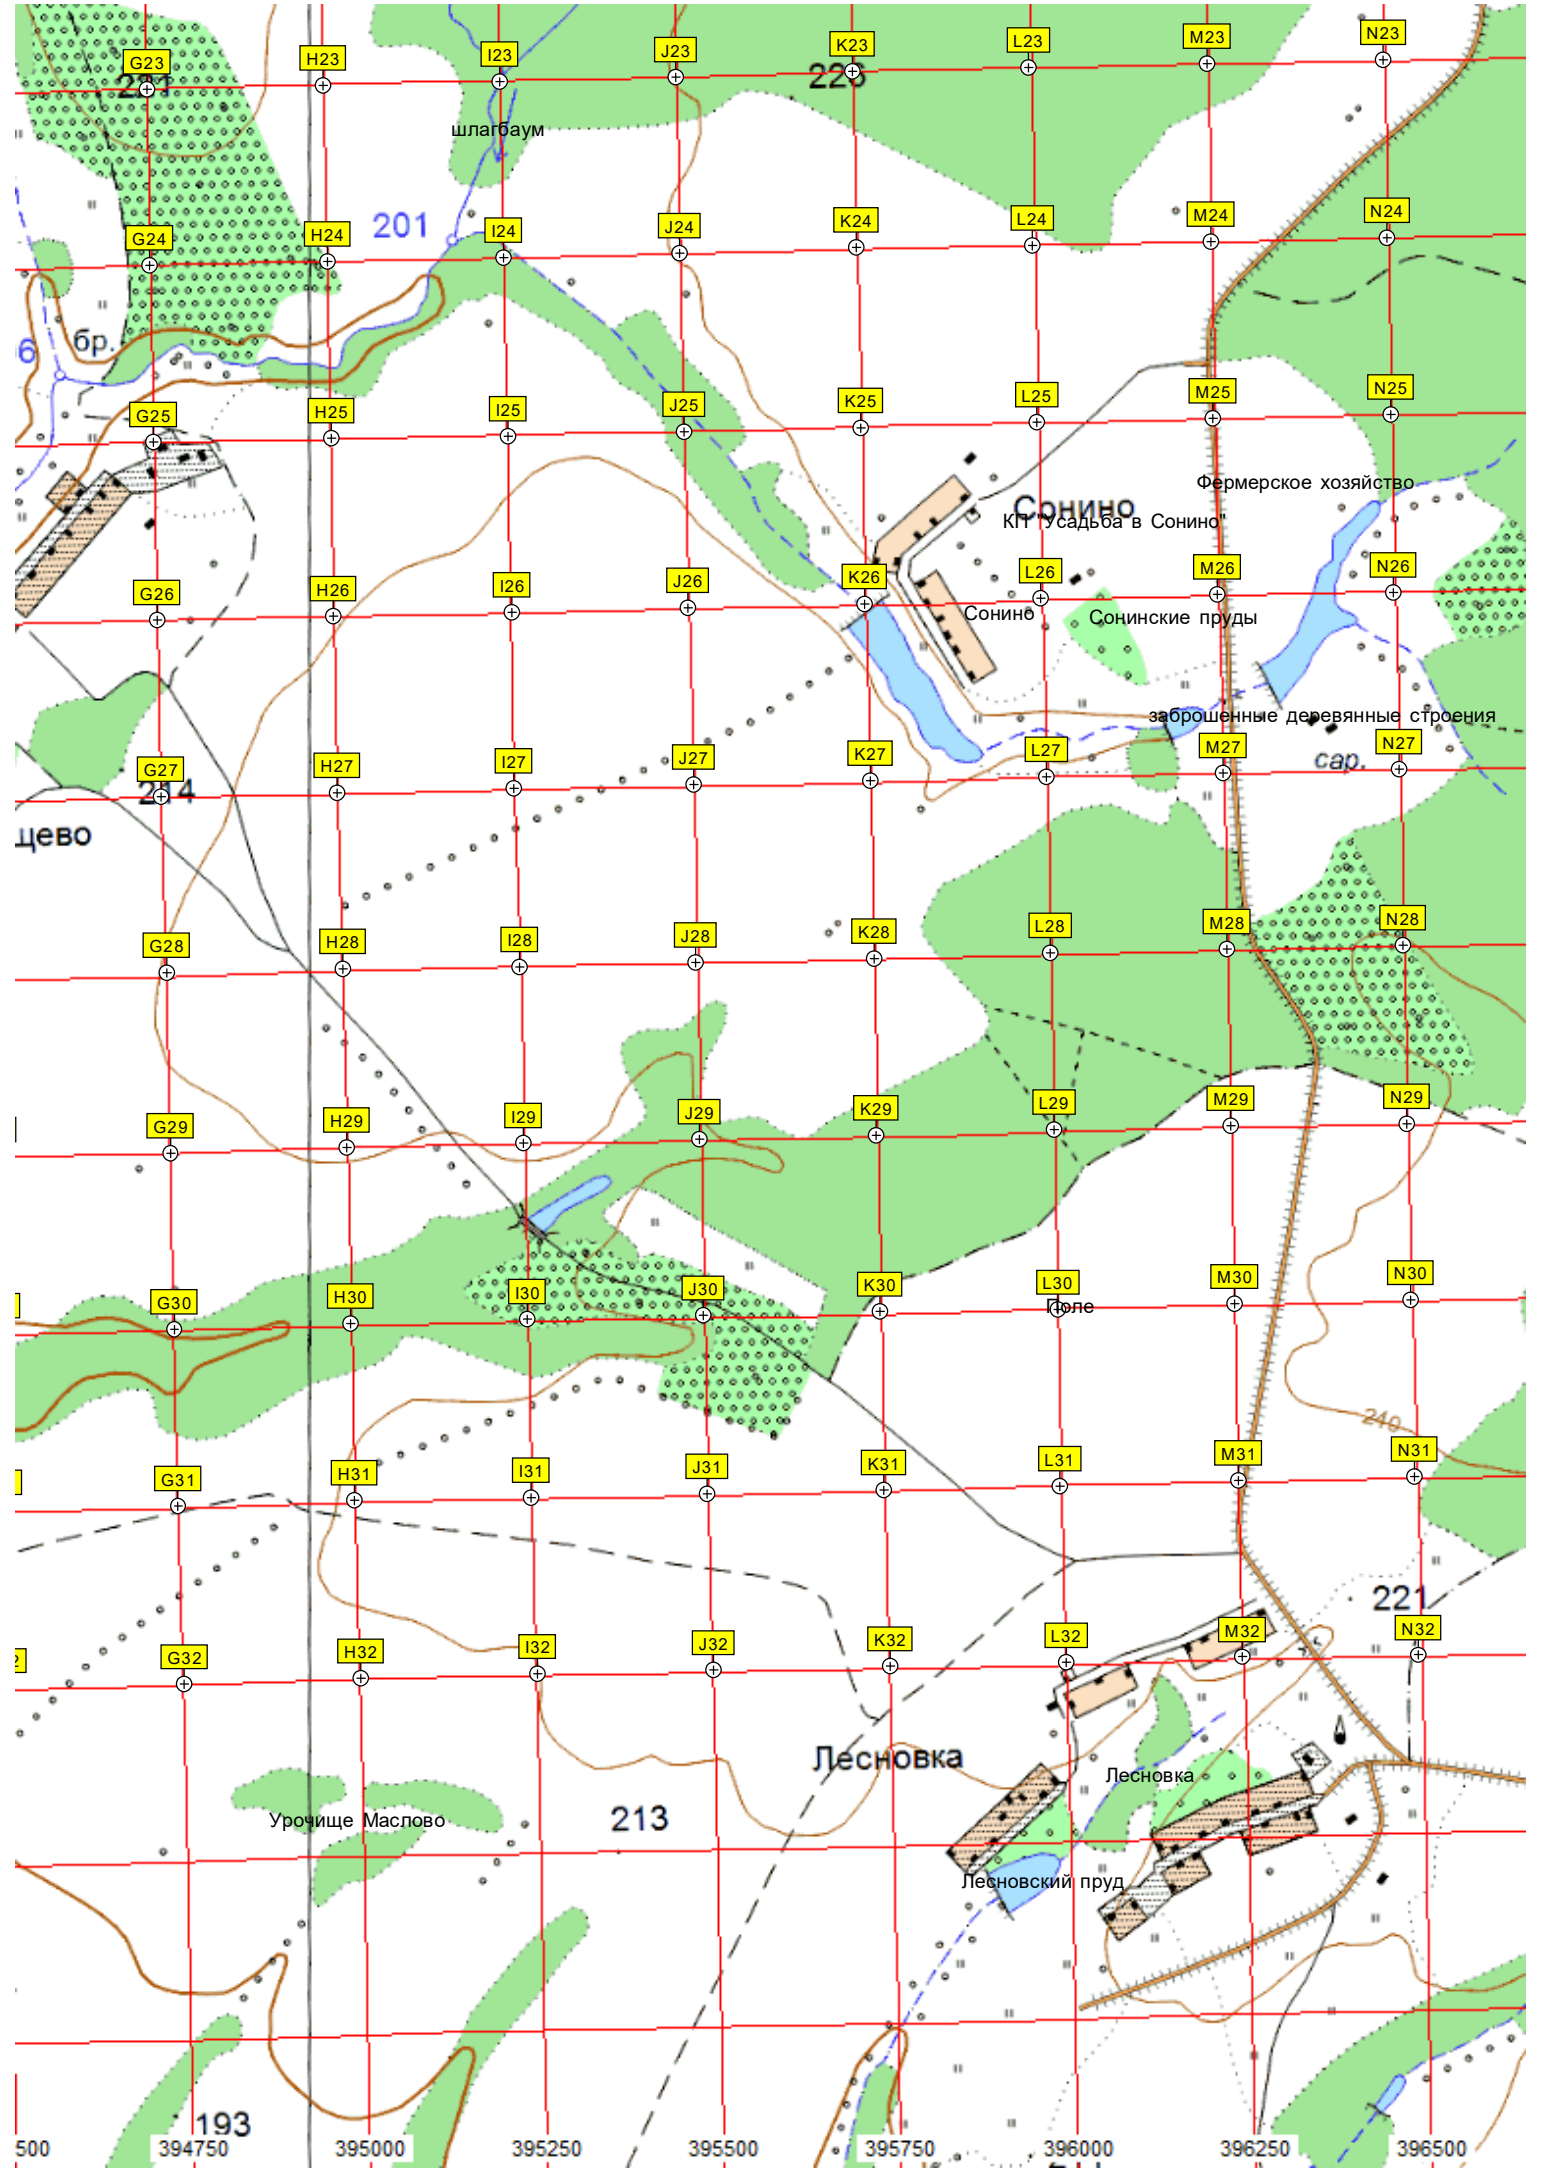 G23 H23 I23 J23 K23 L23 M23 N23
226
шлагбаум
201
G24 H24 I24 J24 K24 L24 M24 N24
бр.
G25 H25 I25 J25 K25 L25 M25 N25
Фермерское хозяйство
Сонино
КП "Усадьба в Сонино"
G26 H26 I26 J26 K26 L26 M26 N26
Сонино
Сонинские пруды
заброшенные деревянные строения
G27 H27 I27 J27 K27 L27 M27 N27
сар.
214
щево
G28 H28 I28 J28 K28 L28 M28 N28
G29 H29 I29 J29 K29 L29 M29 N29
G30 H30 I30 J30 K30 L30 M30 N30
Поле
240
G31 H31 I31 J31 K31 L31 M31 N31
221
G32 H32 I32 J32 K32 L32 M32 N32
Лесновка
Лесновка
Урочище Маслово
213
Лесновский пруд
193
500 394750 395000 395250 395500 395750 396000 396250 396500